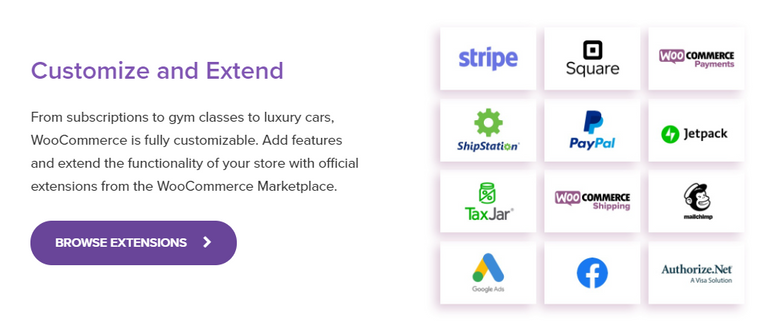 Customize and Extend
From subscriptions to gym classes to luxury cars,
WooCommerce is fully customizable. Add features
and extend the functionality of your store with official
extensions from the WooCommerce Marketplace.
BROWSE EXTENSIONS
stripe
Square
WOO COMMERCE
Payments
ShipStation
PayPal
Jetpack
TaxJar
WOO COMMERCE
Shipping
mailchimp
Google Ads
Authorize.Net
A Visa Solution